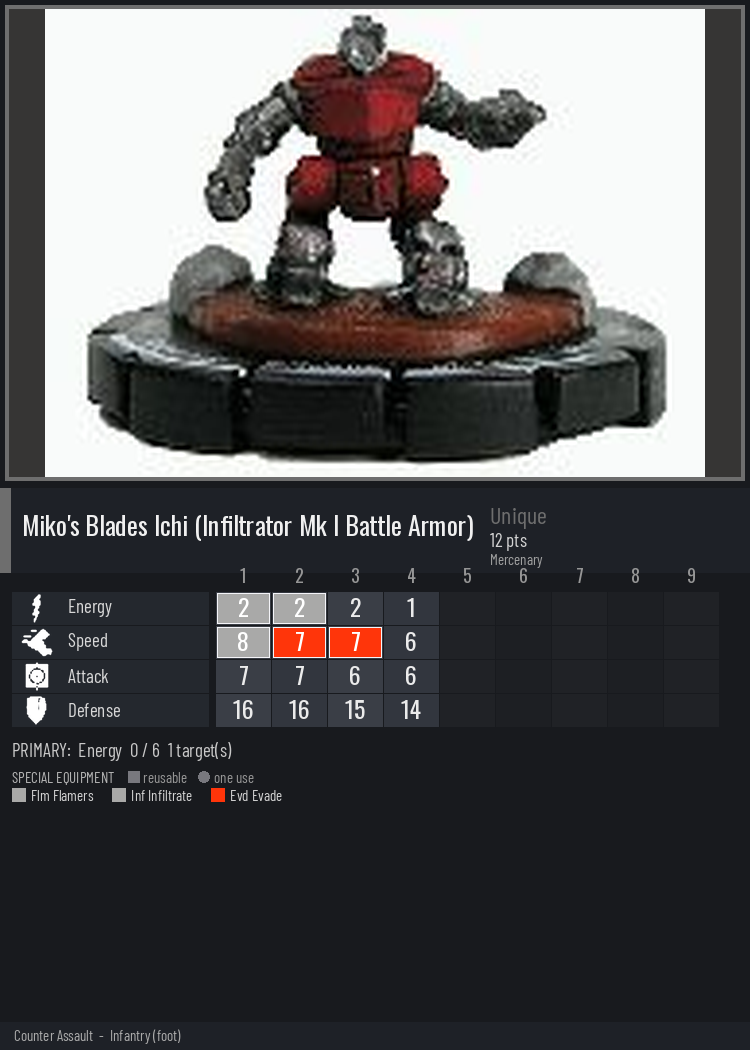 Miko's Blades Ichi (Infiltrator Mk I Battle Armor)
Unique
12 pts
Mercenary
1 2 3 4 5 6 7 8 9
Energy 2 2 2 1
Speed 8 7 7 6
Attack 7 7 6 6
Defense 16 16 15 14
PRIMARY: Energy 0 / 6 1 target(s)
SPECIAL EQUIPMENT reusable one use
Flm Flamers Inf Infiltrate Evd Evade
Counter Assault - Infantry (foot)